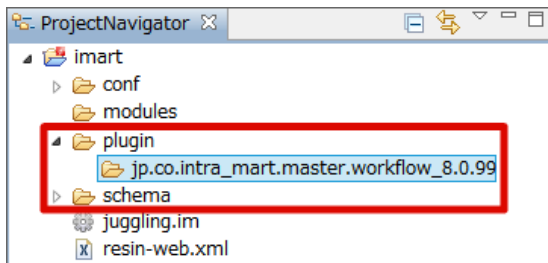 ProjectNavigator
imart
conf
modules
plugin
jp.co.intra_mart.master.workflow_8.0.99
schema
juggling.im
resin-web.xml